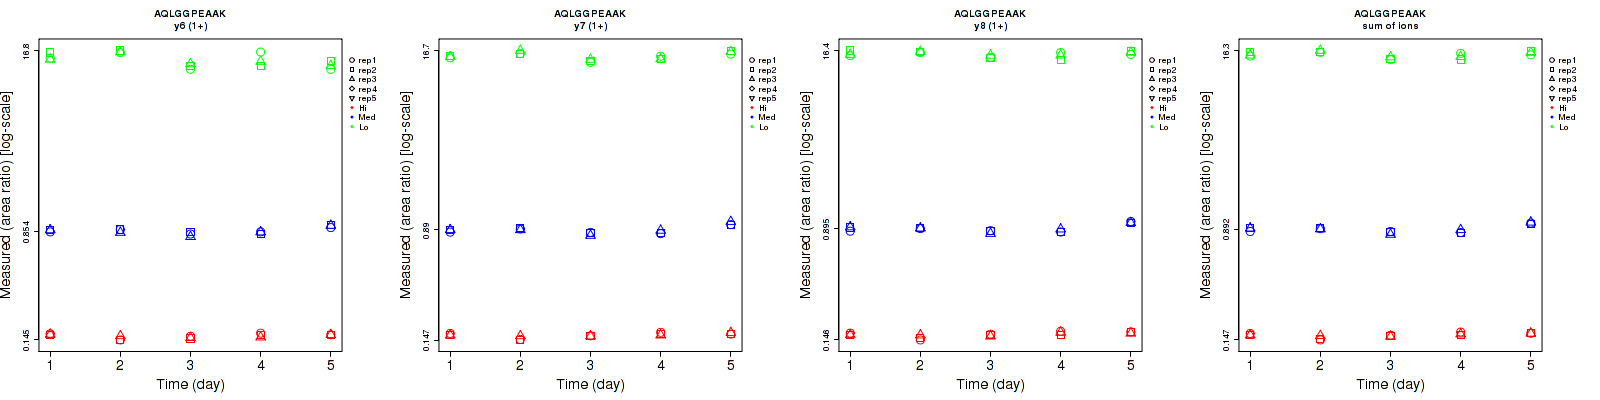 AQLGGPEAAK
y6 (1+)
Measured (area ratio) [log-scale]
16.8
0.854
0.145
1 2 3 4 5
Time (day)
rep1
rep2
rep3
rep4
rep5
Hi
Med
Lo
AQLGGPEAAK
y7 (1+)
Measured (area ratio) [log-scale]
16.7
0.89
0.147
1 2 3 4 5
Time (day)
rep1
rep2
rep3
rep4
rep5
Hi
Med
Lo
AQLGGPEAAK
y8 (1+)
Measured (area ratio) [log-scale]
16.4
0.895
0.146
1 2 3 4 5
Time (day)
rep1
rep2
rep3
rep4
rep5
Hi
Med
Lo
AQLGGPEAAK
sum of ions
Measured (area ratio) [log-scale]
16.3
0.892
0.147
1 2 3 4 5
Time (day)
rep1
rep2
rep3
rep4
rep5
Hi
Med
Lo